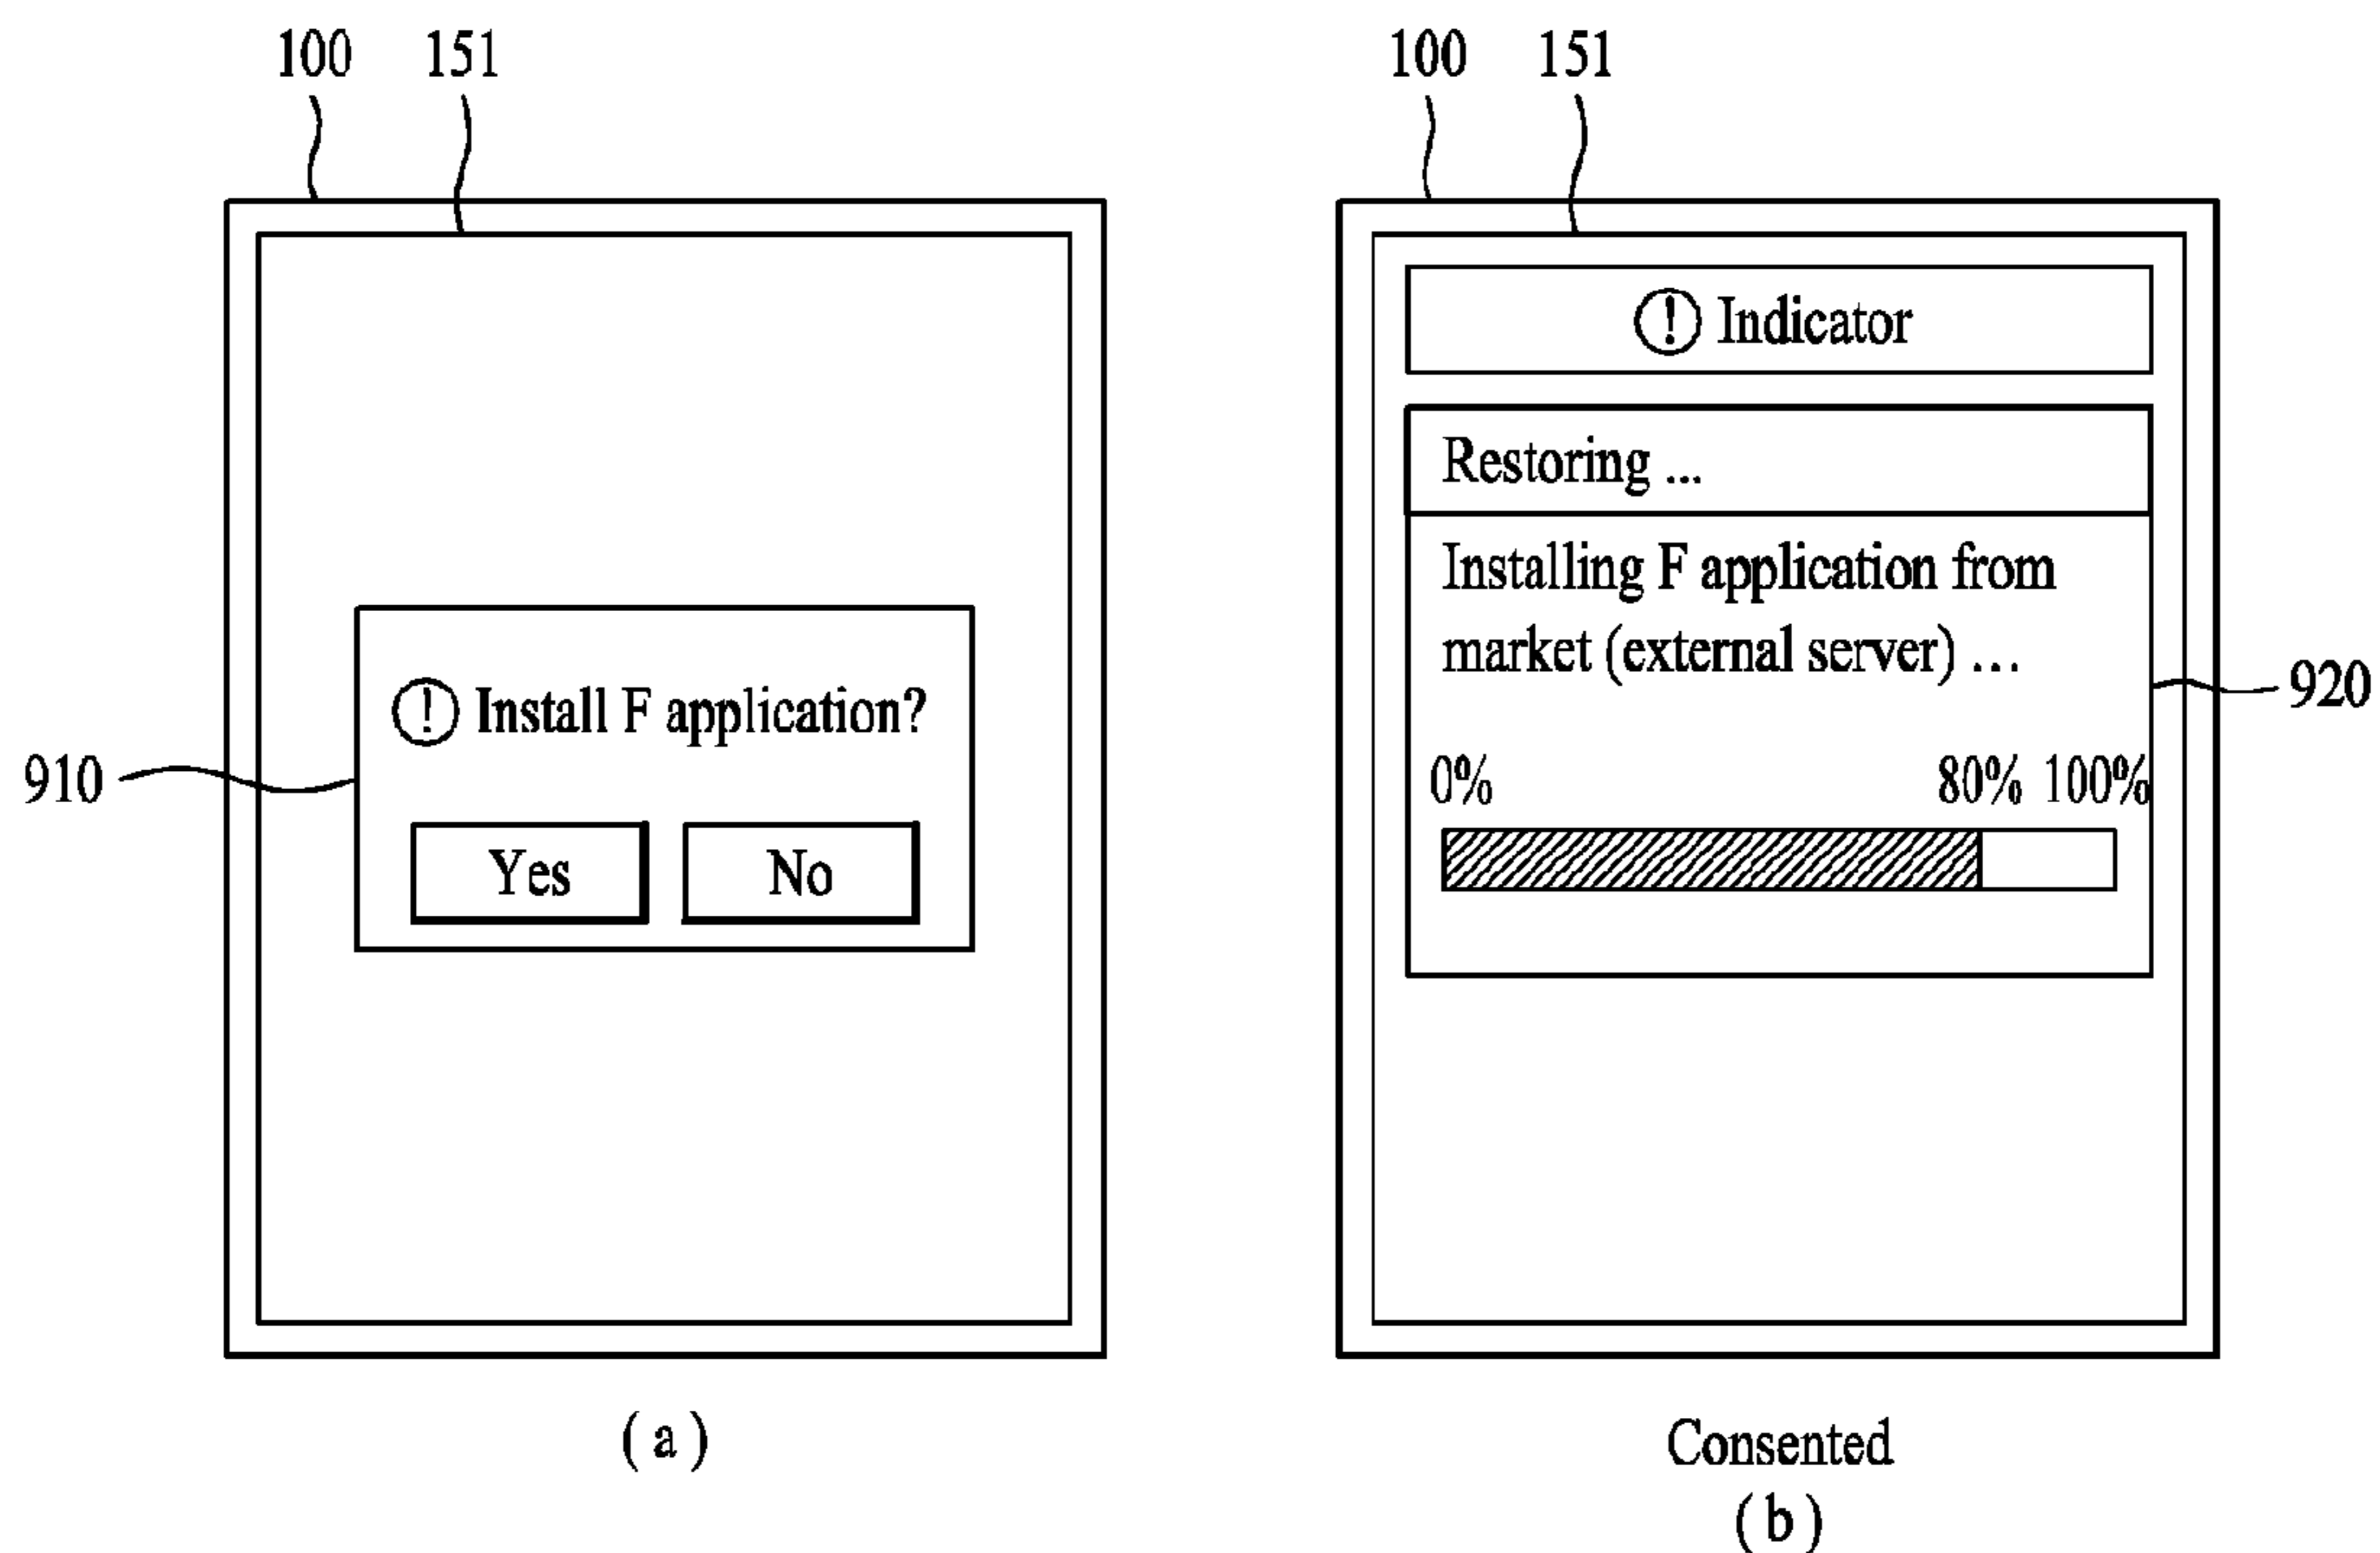 100 151
Install F application?
910
Yes No
(a)
100 151
! Indicator
Restoring ...
Installing F application from
market (external server) ...
920
0% 80% 100%
Consented
(b)